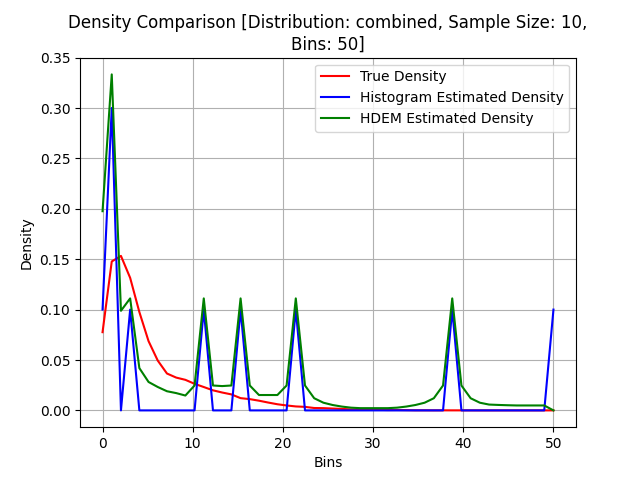 Density Comparison [Distribution: combined, Sample Size: 10,
Bins: 50]
True Density
Histogram Estimated Density
HDEM Estimated Density
Density
0.35
0.30
0.25
0.20
0.15
0.10
0.05
0.00
0 10 20 30 40 50
Bins